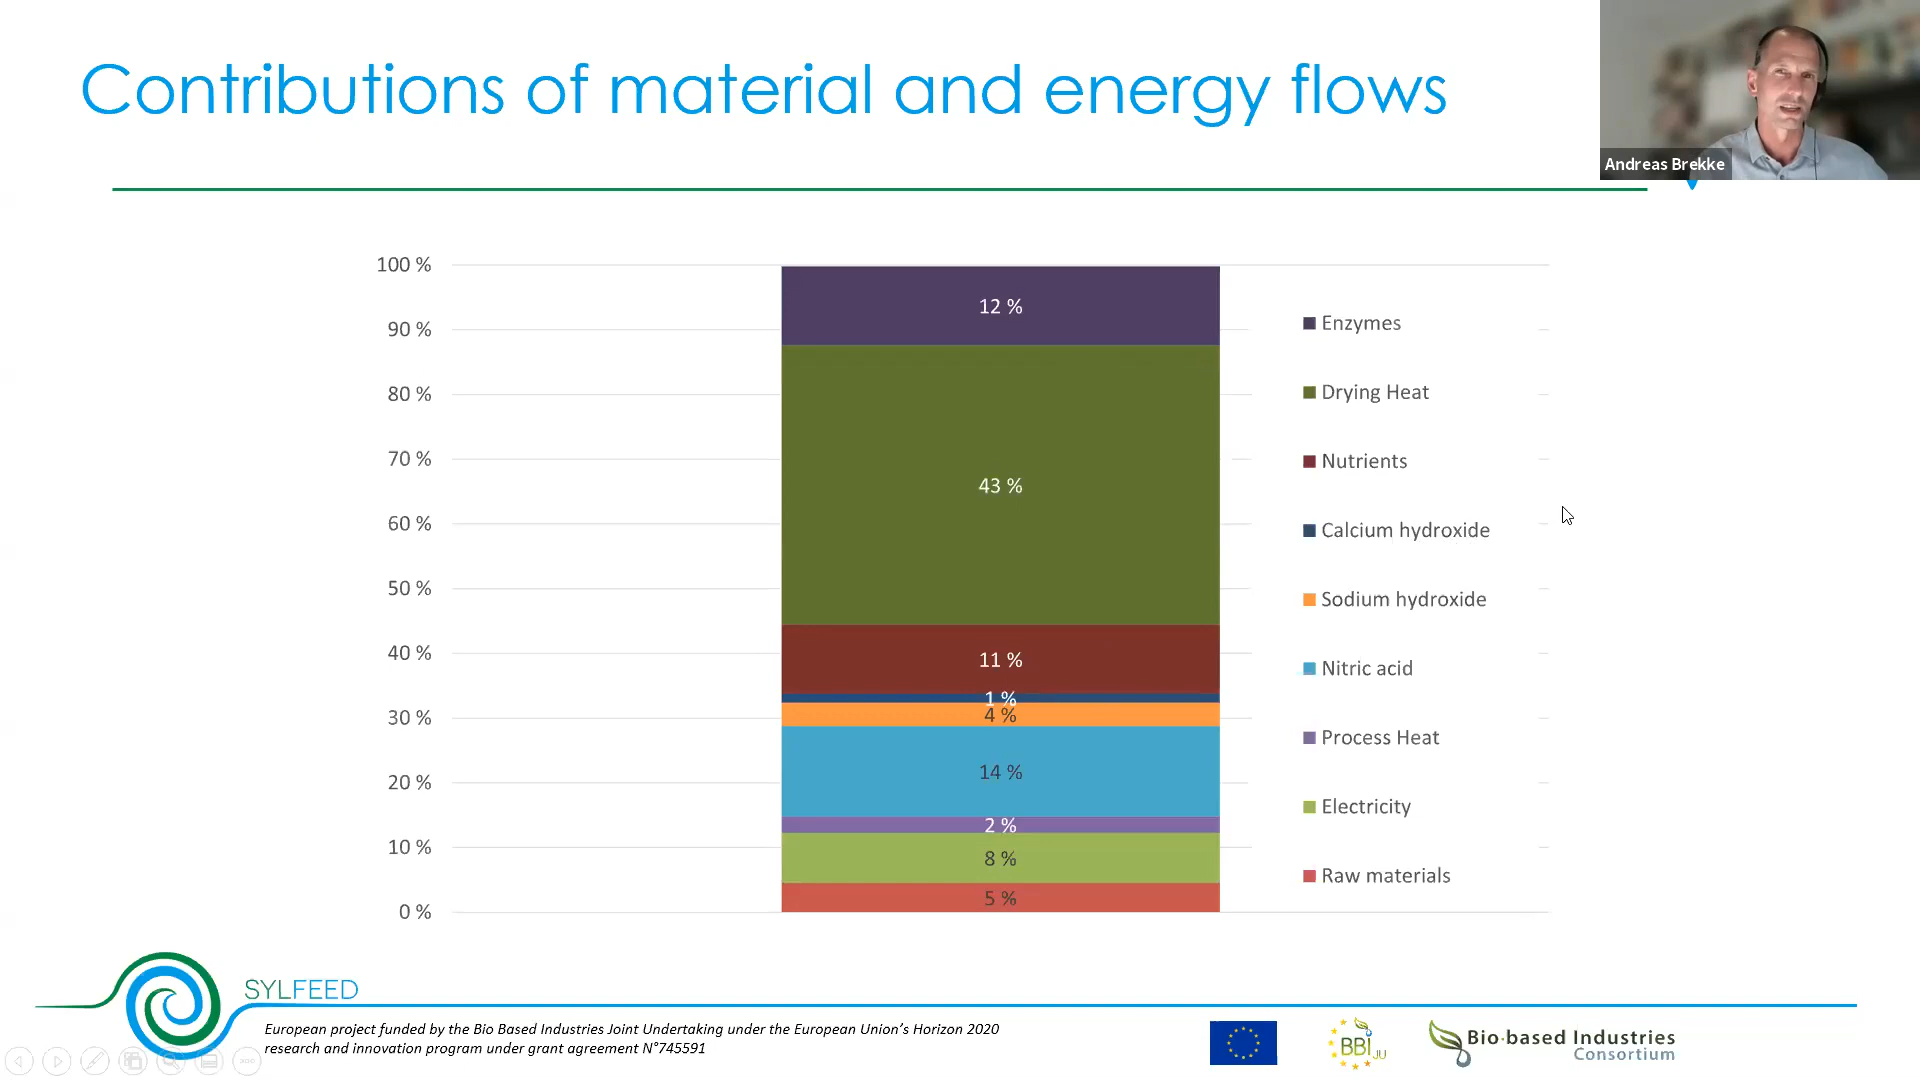 Contributions of material and energy flows
Andreas Brekke
100 %
90 %
80 %
70 %
60 %
50 %
40 %
30 %
20 %
10 %
0 %
12 %
43 %
11 %
1 %
4 %
14 %
2 %
8 %
5 %
Enzymes
Drying Heat
Nutrients
Calcium hydroxide
Sodium hydroxide
Nitric acid
Process Heat
Electricity
Raw materials
SYLFEED
European project funded by the Bio Based Industries Joint Undertaking under the European Union’s Horizon 2020
research and innovation program under grant agreement N°745591
BBI JU
Bio-based Industries
Consortium